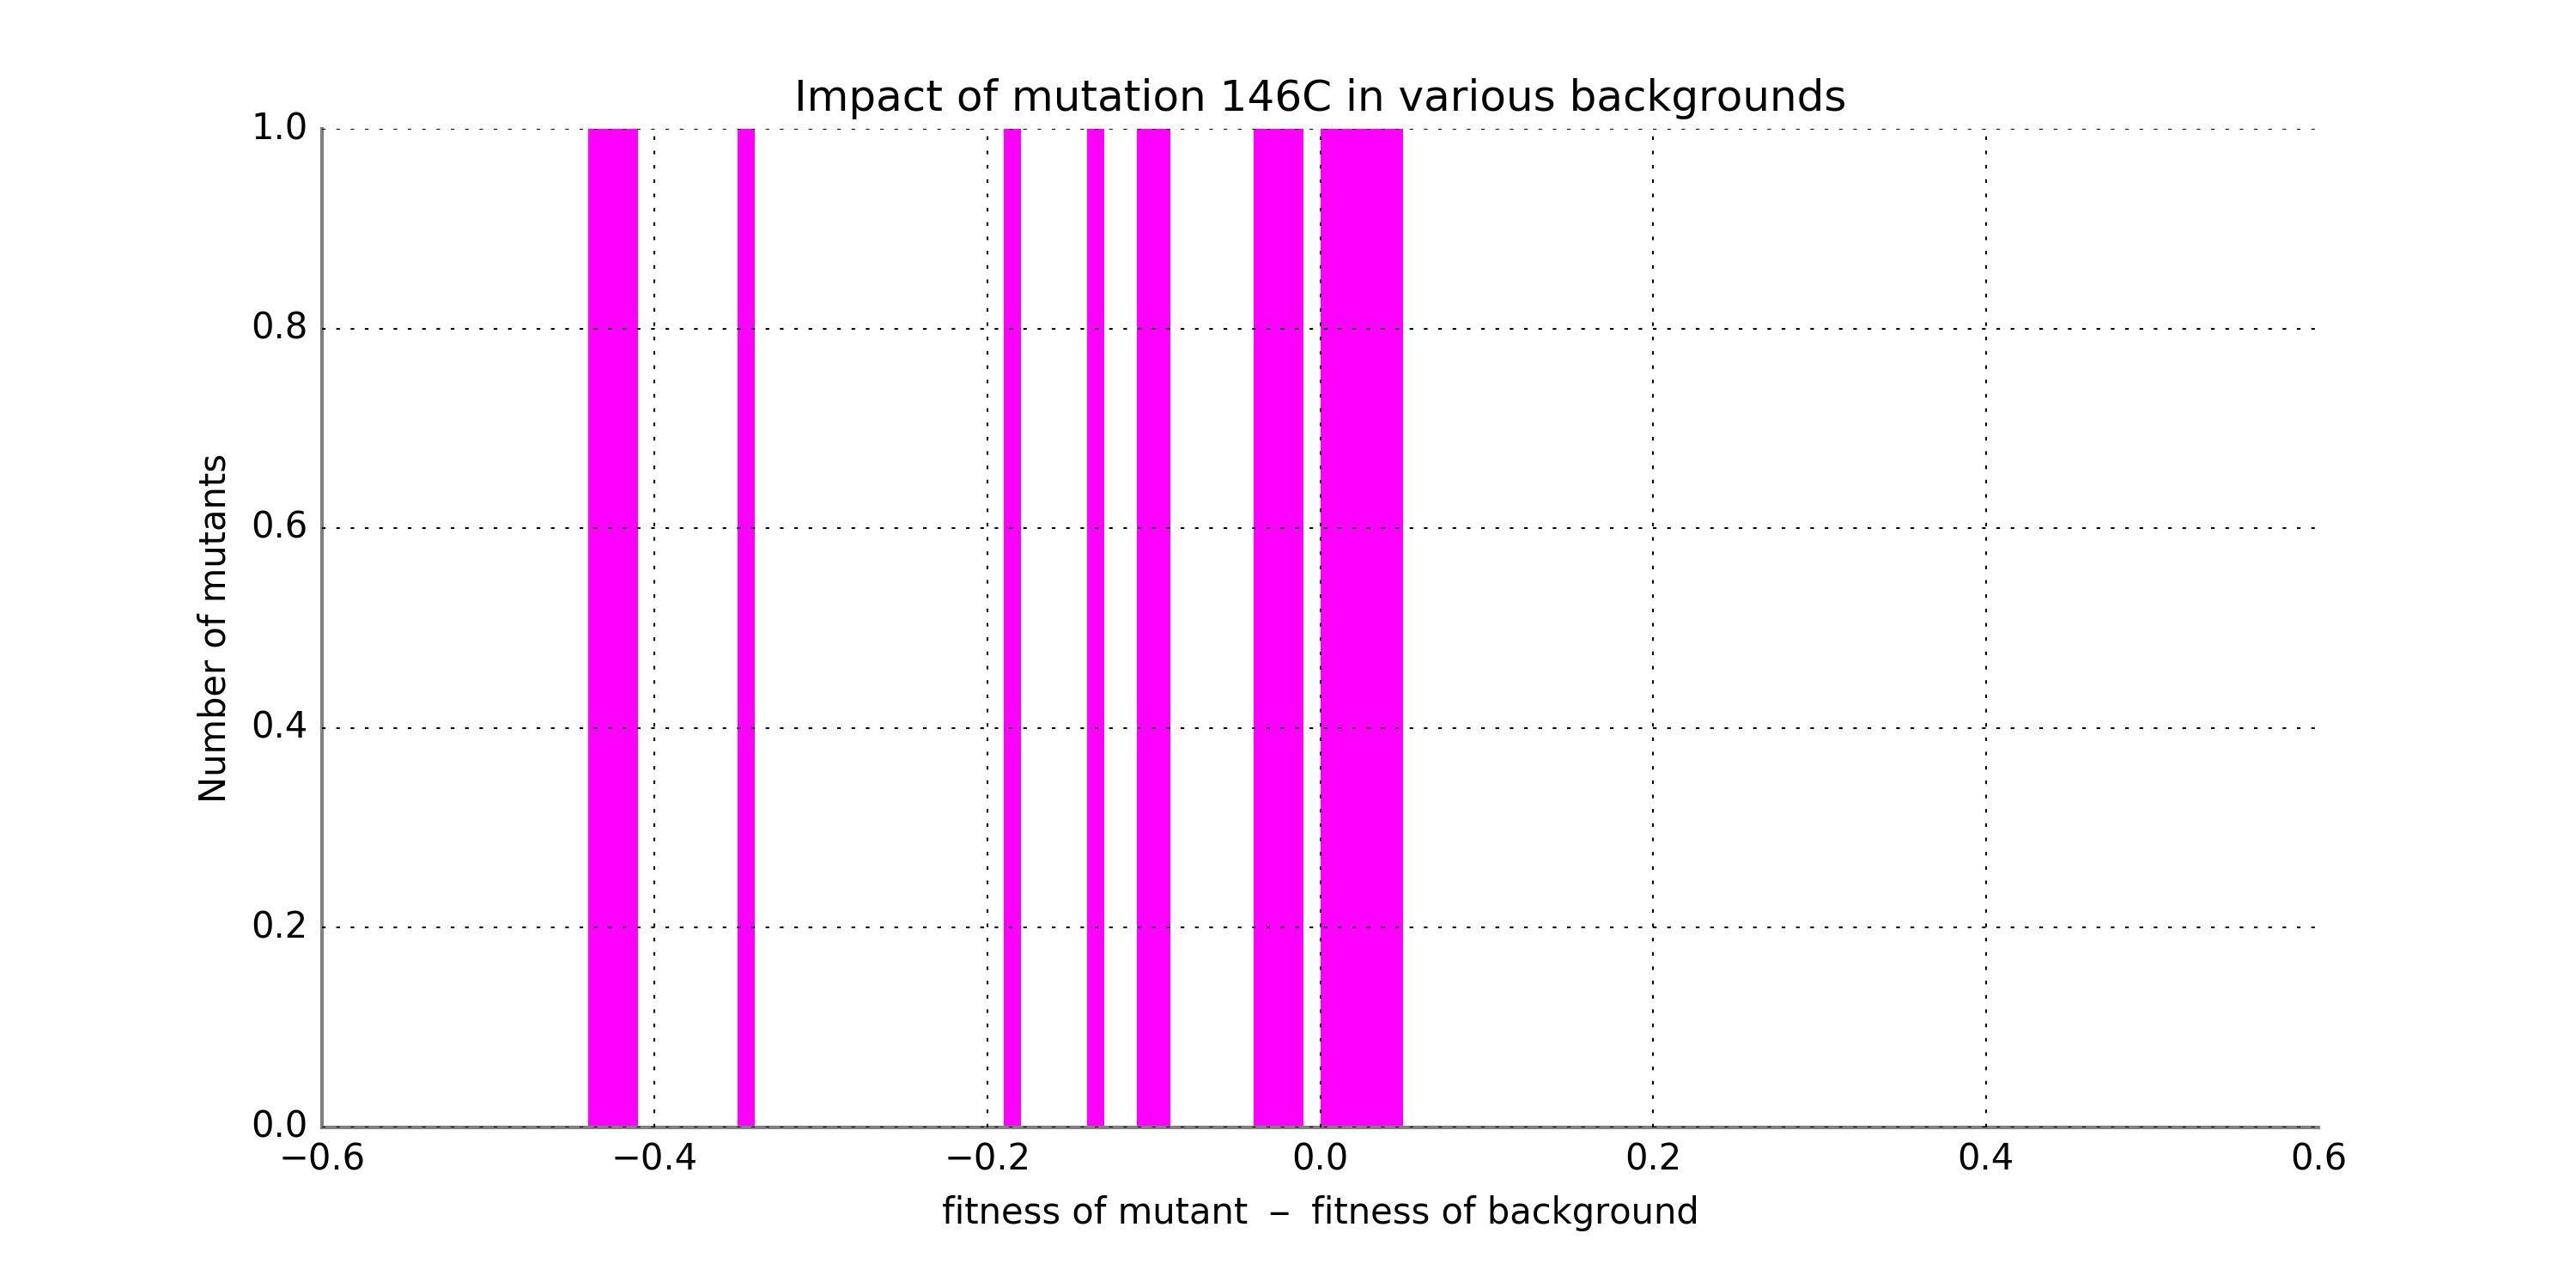 Impact of mutation 146C in various backgrounds
1.0
0.8
0.6
0.4
0.2
0.0
Number of mutants
−0.6 −0.4 −0.2 0.0 0.2 0.4 0.6
fitness of mutant − fitness of background